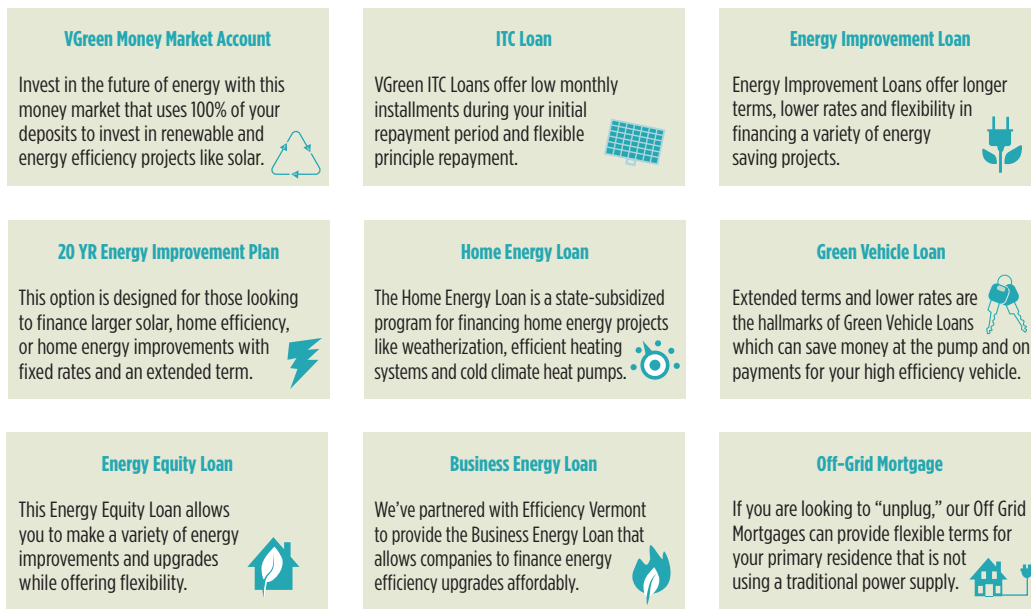 VGreen Money Market Account
Invest in the future of energy with this
money market that uses 100% of your
deposits to invest in renewable and
energy efficiency projects like solar.
ITC Loan
VGreen ITC Loans offer low monthly
installments during your initial
repayment period and flexible
principle repayment.
Energy Improvement Loan
Energy Improvement Loans offer longer
terms, lower rates and flexibility in
financing a variety of energy
saving projects.
20 YR Energy Improvement Plan
This option is designed for those looking
to finance larger solar, home efficiency,
or home energy improvements with
fixed rates and an extended term.
Home Energy Loan
The Home Energy Loan is a state-subsidized
program for financing home energy projects
like weatherization, efficient heating
systems and cold climate heat pumps.
Green Vehicle Loan
Extended terms and lower rates are
the hallmarks of Green Vehicle Loans
which can save money at the pump and on
payments for your high efficiency vehicle.
Energy Equity Loan
This Energy Equity Loan allows
you to make a variety of energy
improvements and upgrades
while offering flexibility.
Business Energy Loan
We've partnered with Efficiency Vermont
to provide the Business Energy Loan that
allows companies to finance energy
efficiency upgrades affordably.
Off-Grid Mortgage
If you are looking to “unplug,” our Off Grid
Mortgages can provide flexible terms for
your primary residence that is not
using a traditional power supply.